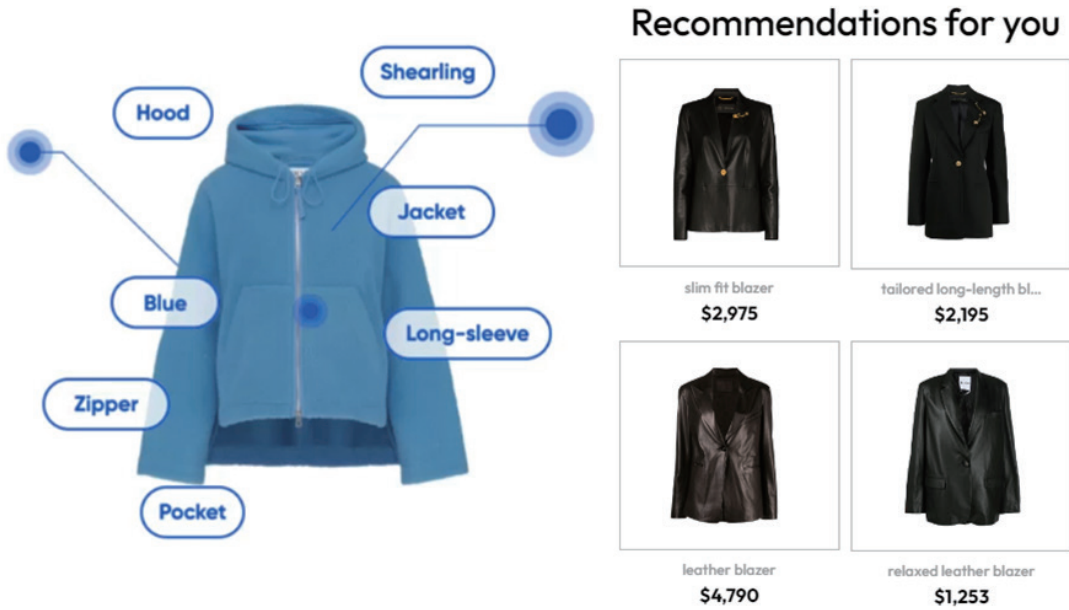 Shearling
Hood
Jacket
Blue
Long-sleeve
Zipper
Pocket
Recommendations for you
slim fit blazer
$2,975
tailored long-length bl...
$2,195
leather blazer
$4,790
relaxed leather blazer
$1,253